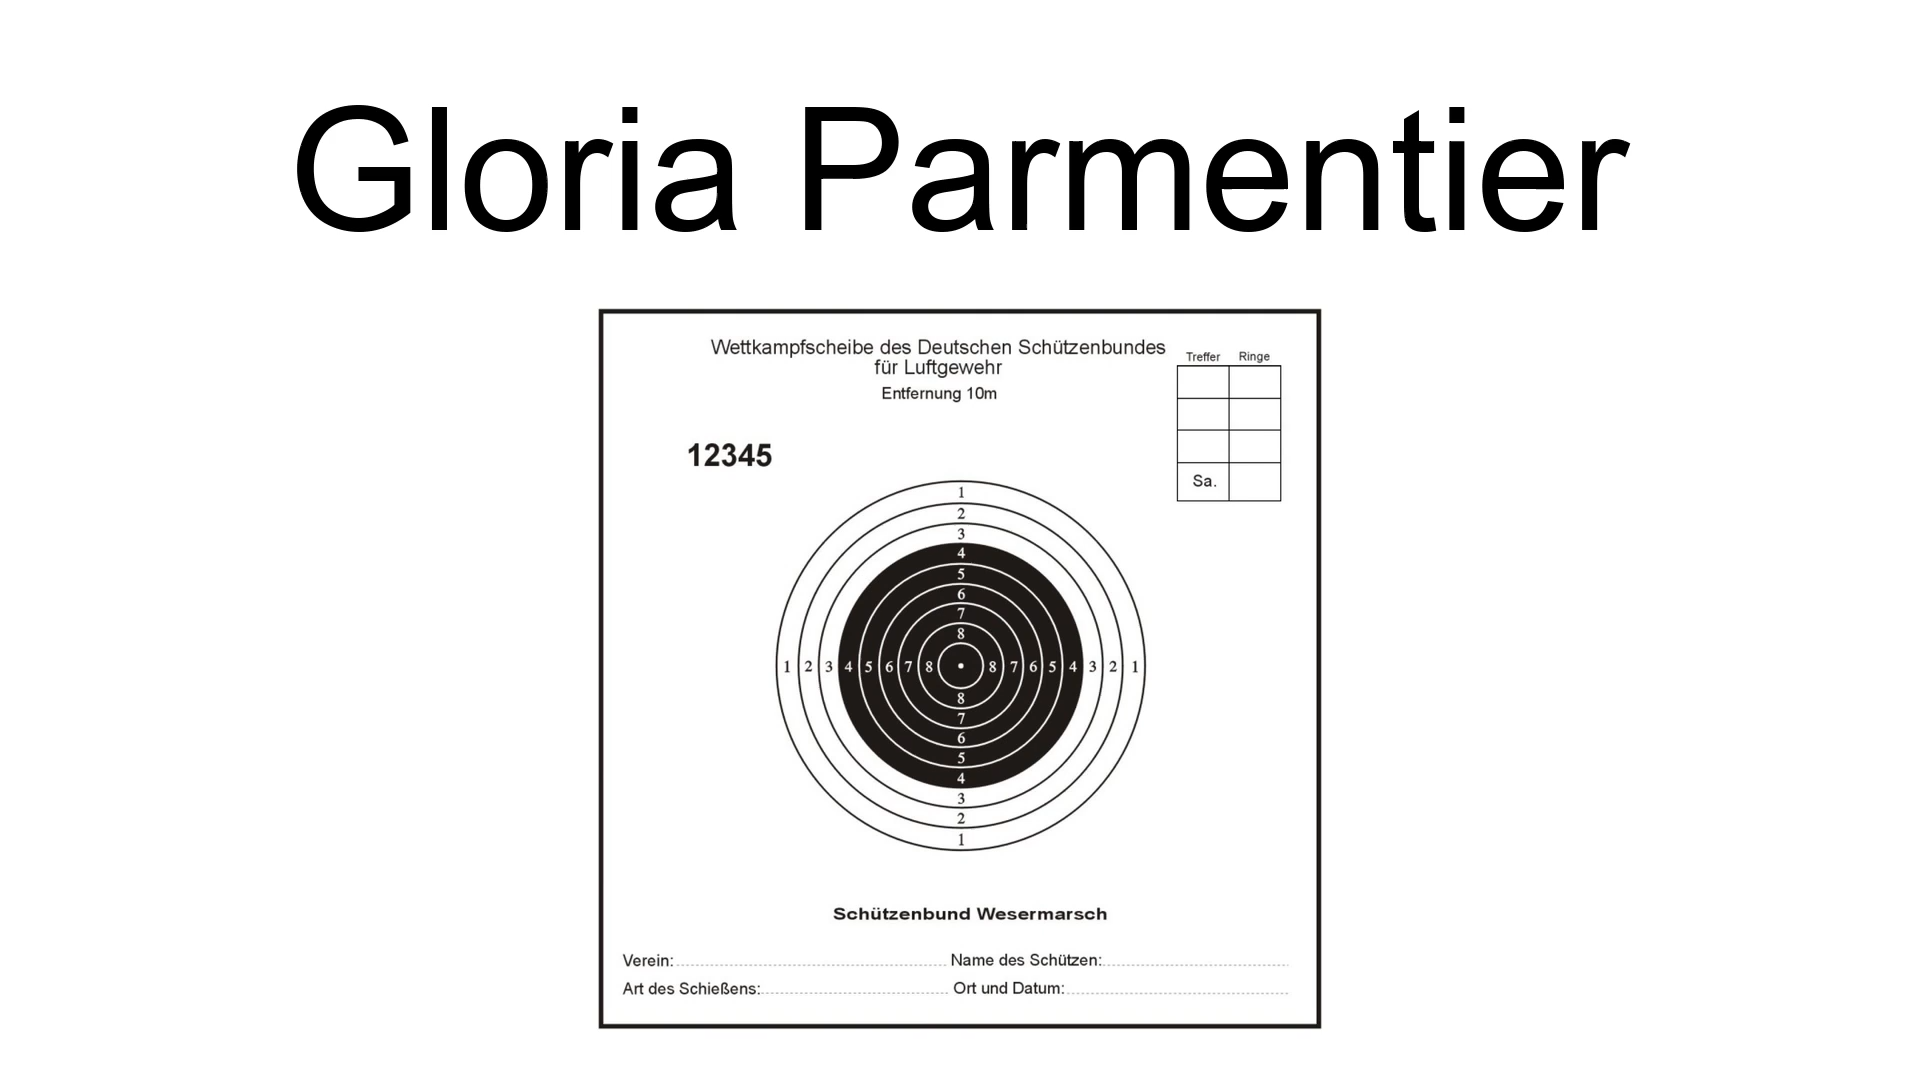 Gloria Parmentier
Wettkampfscheibe des Deutschen Schützenbundes
für Luftgewehr
Entfernung 10m
Treffer Ringe
12345
Sa.
1
2
3
4
5
6
7
8
1 2 3 4 5 6 7 8 8 7 6 5 4 3 2 1
8
7
6
5
4
3
2
1
Schützenbund Wesermarsch
Verein: Name des Schützen:
Art des Schießens: Ort und Datum: